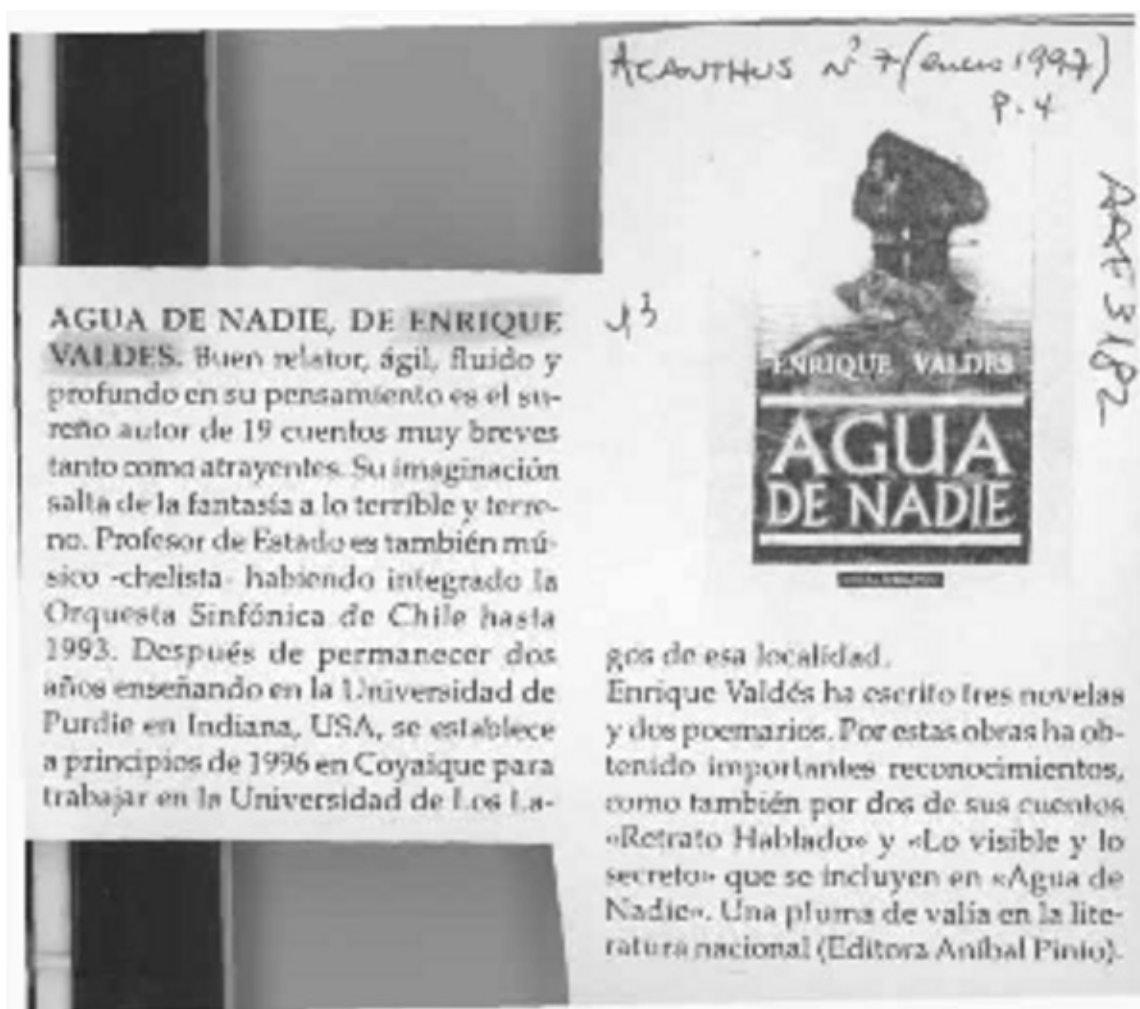 ACANTHUS Nº 7 (enero 1997)
P. 4
AGUA DE NADIE, DE ENRIQUE
VALDES. Buen relator, ágil, fluido y
profundo en su pensamiento es el su-
reño autor de 19 cuentos muy breves
tanto como atrayentes. Su imaginación
salta de la fantasía a lo terrible y terre-
no. Profesor de Estado es también mú-
sico -chelista- habiendo integrado la
Orquesta Sinfónica de Chile hasta
1993. Después de permanecer dos
años enseñando en la Universidad de
Purdie en Indiana, USA, se establece
a principios de 1996 en Coyaique para
trabajar en la Universidad de Los La-
ENRIQUE VALDES
AGUA
DE NADIE
gos de esa localidad.
Enrique Valdés ha escrito tres novelas
y dos poemarios. Por estas obras ha ob-
tenido importantes reconocimientos,
como también por dos de sus cuentos
«Retrato Hablado» y «Lo visible y lo
secreto» que se incluyen en «Agua de
Nadie». Una pluma de valía en la lite-
ratura nacional (Editora Aníbal Pinto).